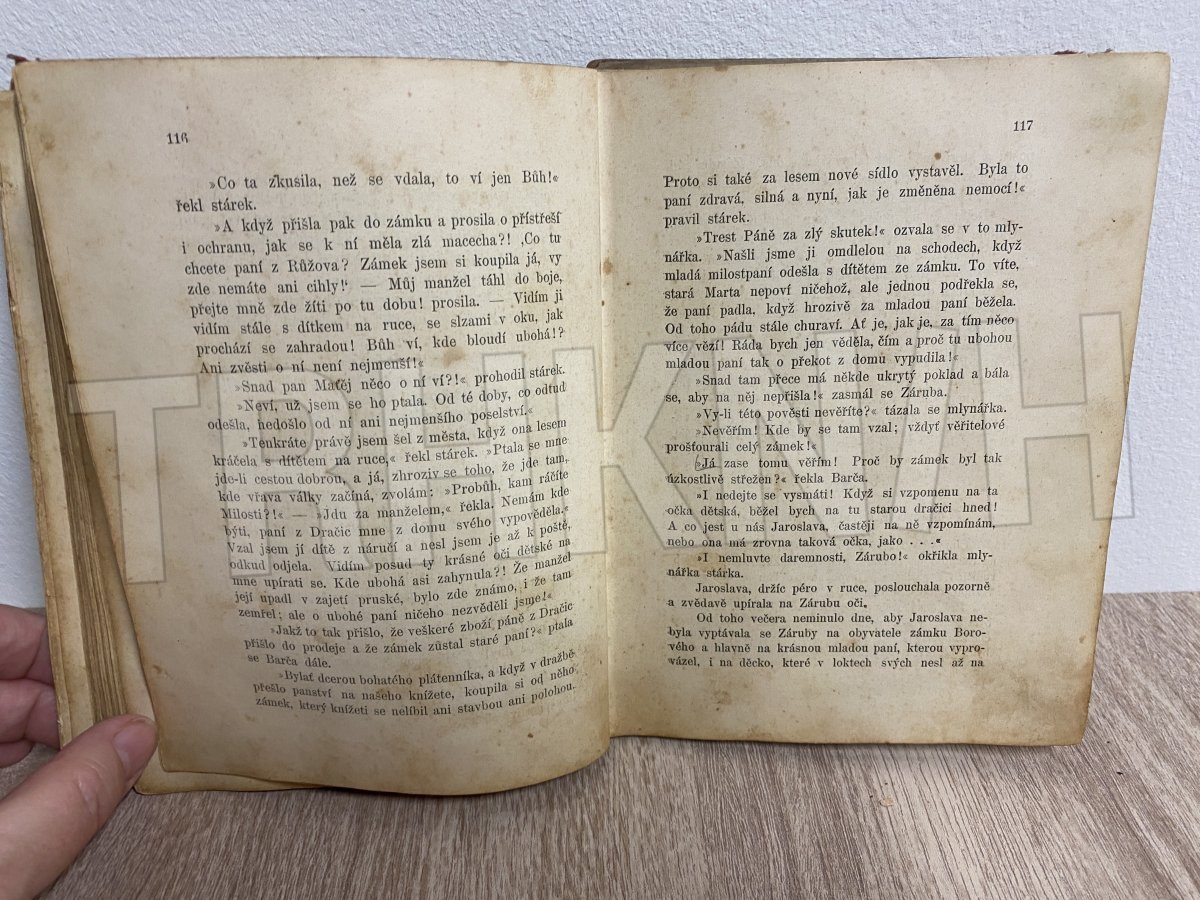 116
»Co ta zkusila, než se vdala, to ví jen Bůh!«
řekl stárek.
»A když přišla pak do zámku a prosila o přístřeší
i ochranu, jak se k ní měla zlá macecha?! ‚Co tu
chcete paní z Růžova? Zámek jsem si koupila já, vy
zde nemáte ani cihly!‘ — Můj manžel táhl do boje,
přejte mně zde žíti po tu dobu! prosila. — Vidím ji
vidím stále s dítkem na ruce, se slzami v oku, jak
prochází se zahradou! Bůh ví, kde bloudí ubohá!?
Ani zvěsti o ní není nejmenší!«
»Snad pan Matěj něco o ní ví?!« prohodil stárek.
»Neví, už jsem se ho ptala. Od té doby, co odtud
odešla, nedošlo od ní ani nejmenšího poselství.«
»Tenkráte právě jsem šel z města, když ona lesem
kráčela s dítětem na ruce,« řekl stárek. »Ptala se mne
jde-li cestou dobrou, a já, zhroziv se toho, že jde tam,
kde vřava války začíná, zvolám: »Probůh, kam ráčíte
Milosti?!« — »Jdu za manželem,« řekla. Nemám kde
býti, paní z Dračic mne z domu svého vypověděla.«
Vzal jsem jí dítě z náručí a nesl jsem je až k poště,
odkud odjela. Vidím posud ty krásné oči dětské na
mne upírati se. Kde ubohá asi zahynula?! Že manžel
její upadl v zajetí pruské, bylo zde známo, i že tam
zemřel; ale o ubohé paní ničeho nezvěděli jsme!«
»Jakž to tak přišlo, že veškeré zboží páně z Dračic
přišlo do prodeje a že zámek zůstal staré paní?« ptala
se Barča dále.
»Bylať dcerou bohatého plátenníka, a když v dražbě
přešlo panství na našeho knížete, koupila si od něho
zámek, který knížeti se nelíbil ani stavbou ani polohou.
117
Proto si také za lesem nové sídlo vystavěl. Byla to
paní zdravá, silná a nyní, jak je změněna nemocí!«
pravil stárek.
»Trest Páně za zlý skutek!« ozvala se v to mly-
nářka. »Našli jsme ji omdlelou na schodech, když
mladá milostpaní odešla s dítětem ze zámku. To víte,
stará Marta nepoví ničehož, ale jednou podřekla se,
že paní padla, když hrozivě za mladou paní běžela.
Od toho pádu stále churaví. Ať je, jak je, za tím něco
více vězí! Ráda bych jen věděla, čím a proč tu ubohou
mladou paní tak o překot z domů vypudila!«
»Snad tam přece má někde ukrytý poklad a bála
se, aby na něj nepřišla!« zasmál se Záruba.
»Vy-li této pověsti nevěříte?« tázala se mlynářka.
»Nevěřím! Kde by se tam vzal; vždyť věřitelové
prošťourali celý zámek!«
»Já zase tomu věřím! Proč by zámek byl tak
úzkostlivě střežen?« řekla Barča.
»I nedejte se vysmáti! Když si vzpomenu na ta
očka dětská, běžel bych na tu starou dračici hned!
A co jest u nás Jaroslava, častěji na ně vzpomínám,
nebo ona má zrovna taková očka, jako . . .«
»I nemluvte daremnosti, Zárubo!« okřikla mly-
nářka stárka.
Jaroslava, držíc péro v ruce, poslouchala pozorně
a zvědavě upírala na Zárubu oči.
Od toho večera neminulo dne, aby Jaroslava ne-
byla vyptávala se Záruby na obyvatele zámku Boro-
vého a hlavně na krásnou mladou paní, kterou vypro-
vázel, i na děcko, které v loktech svých nesl až na